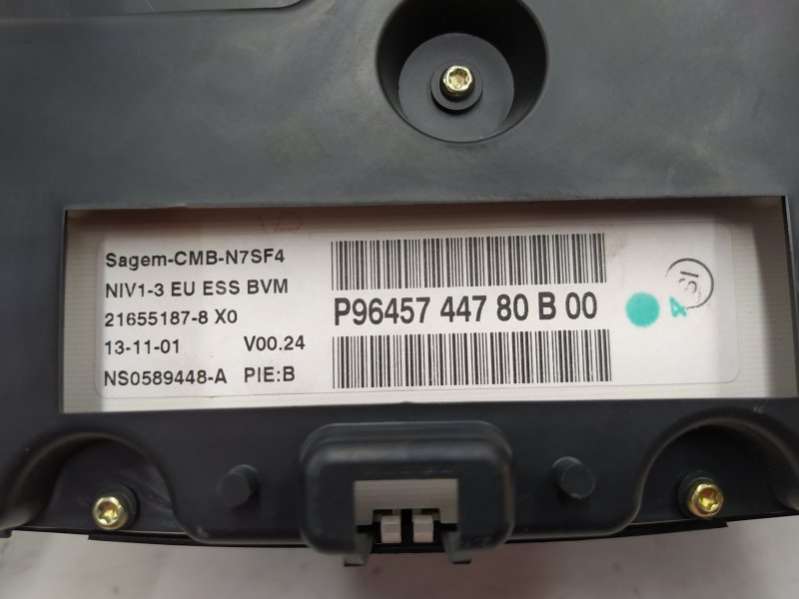 Sagem-CMB-N7SF4
NIV1-3 EU ESS BVM
21655187-8 X0
13-11-01 V00.24
NS0589448-A PIE:B
P96457 447 80 B 00
4